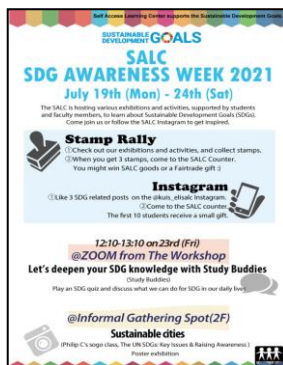 Self Access Learning Center supports the Sustainable Development Goals
SUSTAINABLE
DEVELOPMENT GOALS
SALC
SDG AWARENESS WEEK 2021
July 19th (Mon) - 24th (Sat)
The SALC is hosting various exhibitions and activities, supported by students
and faculty members, to learn about Sustainable Development Goals (SDGs).
Come join us or follow the SALC Instagram to get inspired.
Stamp Rally
①Check out our exhibitions and activities, and collect stamps.
②When you get 3 stamps, come to the SALC Counter.
You might win SALC goods or a Fairtrade gift :)
Instagram
①Like 3 SDG related posts on the @kuis_elisalc Instagram.
②Come to the SALC counter.
The first 10 students receive a small gift.
12:10-13:10 on 23rd (Fri)
@ZOOM from The Workshop
Let's deepen your SDG knowledge with Study Buddies
(Study Buddies)
Play an SDG quiz and discuss what we can do for SDG in our daily lives
@Informal Gathering Spot(2F)
Sustainable cities
(Philip C's sogo class, The UN SDGs: Key Issues & Raising Awareness )
Poster exhibition